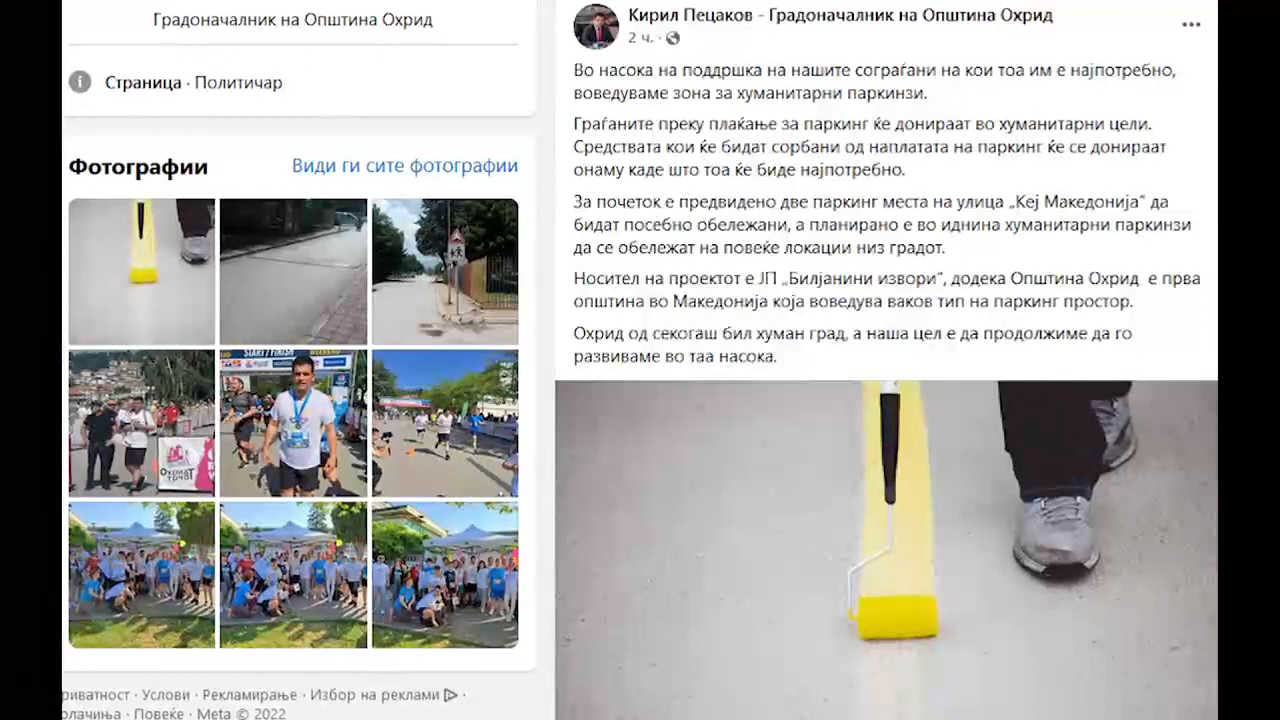 Градоначалник на Општина Охрид
Страница · Политичар
Фотографии
Види ги сите фотографии
START / FINISH
риватност · Услови · Рекламирање · Избор на реклами ·
олачиња · Повеќе · Meta © 2022
Кирил Пецаков - Градоначалник на Општина Охрид
2 ч. ·
Во насока на поддршка на нашите сограѓани на кои тоа им е најпотребно,
воведуваме зона за хуманитарни паркинзи.
Граѓаните преку плаќање за паркинг ќе донираат во хуманитарни цели.
Средствата кои ќе бидат сорбани од наплатата на паркинг ќе се донираат
онаму каде што тоа ќе биде најпотребно.
За почеток е предвидено две паркинг места на улица „Кеј Македонија“ да
бидат посебно обележани, а планирано е во иднина хуманитарни паркинзи
да се обележат на повеќе локации низ градот.
Носител на проектот е ЈП „Билјанини извори“, додека Општина Охрид е прва
општина во Македонија која воведува ваков тип на паркинг простор.
Охрид од секогаш бил хуман град, а наша цел е да продолжиме да го
развиваме во таа насока.